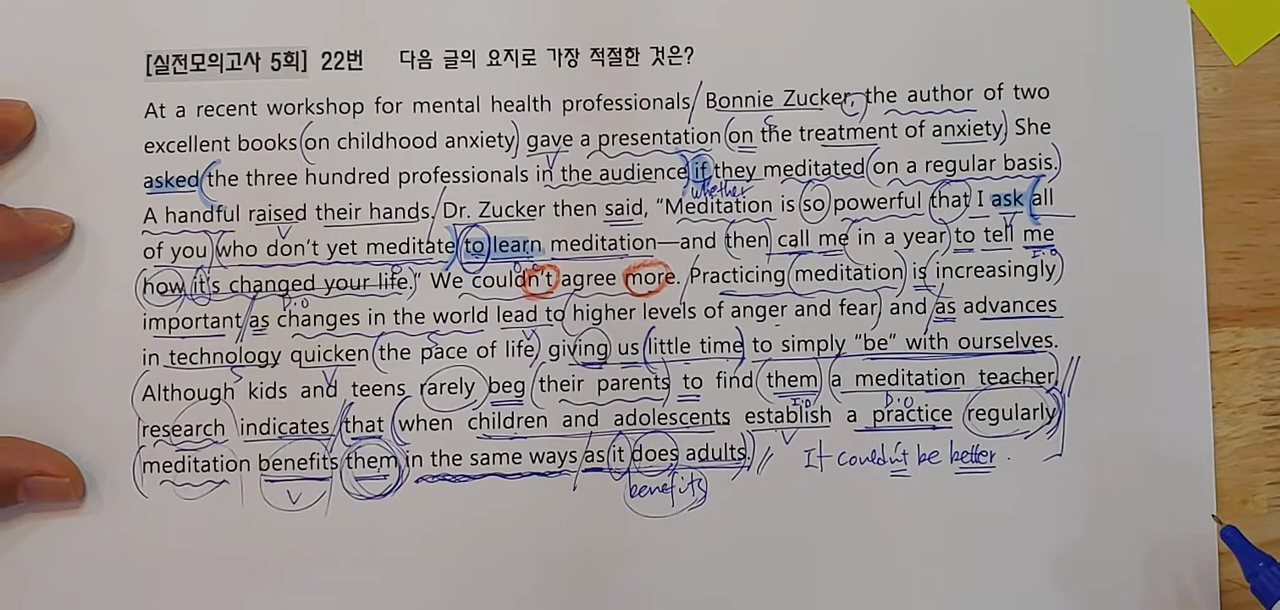 [실전모의고사 5회] 22번 다음 글의 요지로 가장 적절한 것은?
At a recent workshop for mental health professionals Bonnie Zucker, the author of two
excellent books on childhood anxiety gave a presentation on the treatment of anxiety. She
asked the three hundred professionals in the audience if they meditated on a regular basis.
whether
A handful raised their hands. Dr. Zucker then said, “Meditation is so powerful that I ask all
of you who don't yet meditate to learn meditation—and then call me in a year to tell me
I.O
how it's changed your life.” We couldn't agree more. Practicing meditation is increasingly
D.O
important as changes in the world lead to higher levels of anger and fear and as advances
in technology quicken the pace of life, giving us little time to simply “be” with ourselves.
Although kids and teens rarely beg their parents to find them a meditation teacher,
I.O D.O
research indicates that when children and adolescents establish a practice regularly
meditation benefits them in the same ways as it does adults. It couldn't be better.
benefits